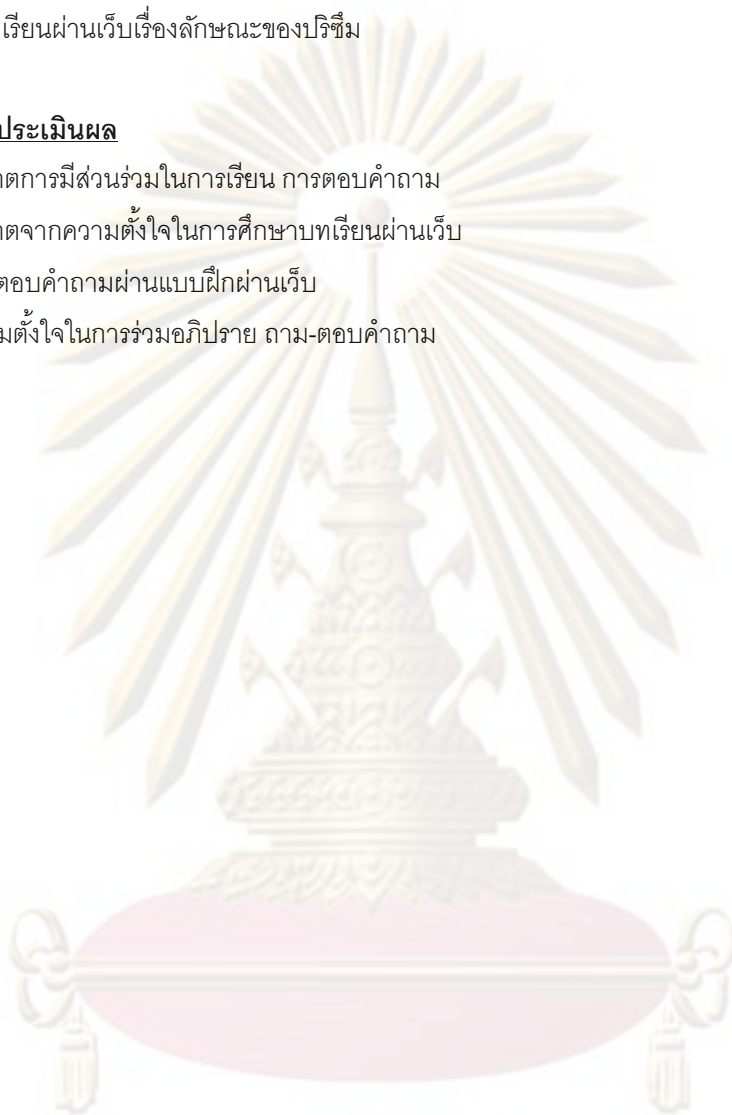 เรียนผ่านเว็บเรื่องลักษณะของปริซึม
ประเมินผล
การมีส่วนร่วมในการเรียน การตอบคำถาม
จากความตั้งใจในการศึกษาบทเรียนผ่านเว็บ
ตอบคำถามผ่านแบบฝึกผ่านเว็บ
ตั้งใจในการร่วมอภิปราย ถาม-ตอบคำถาม